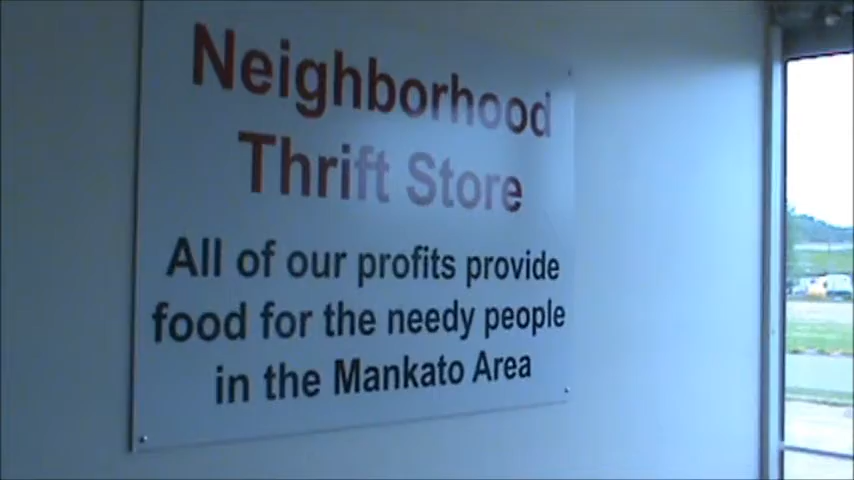 Neighborhood
Thrift Store
All of our profits provide
food for the needy people
in the Mankato Area